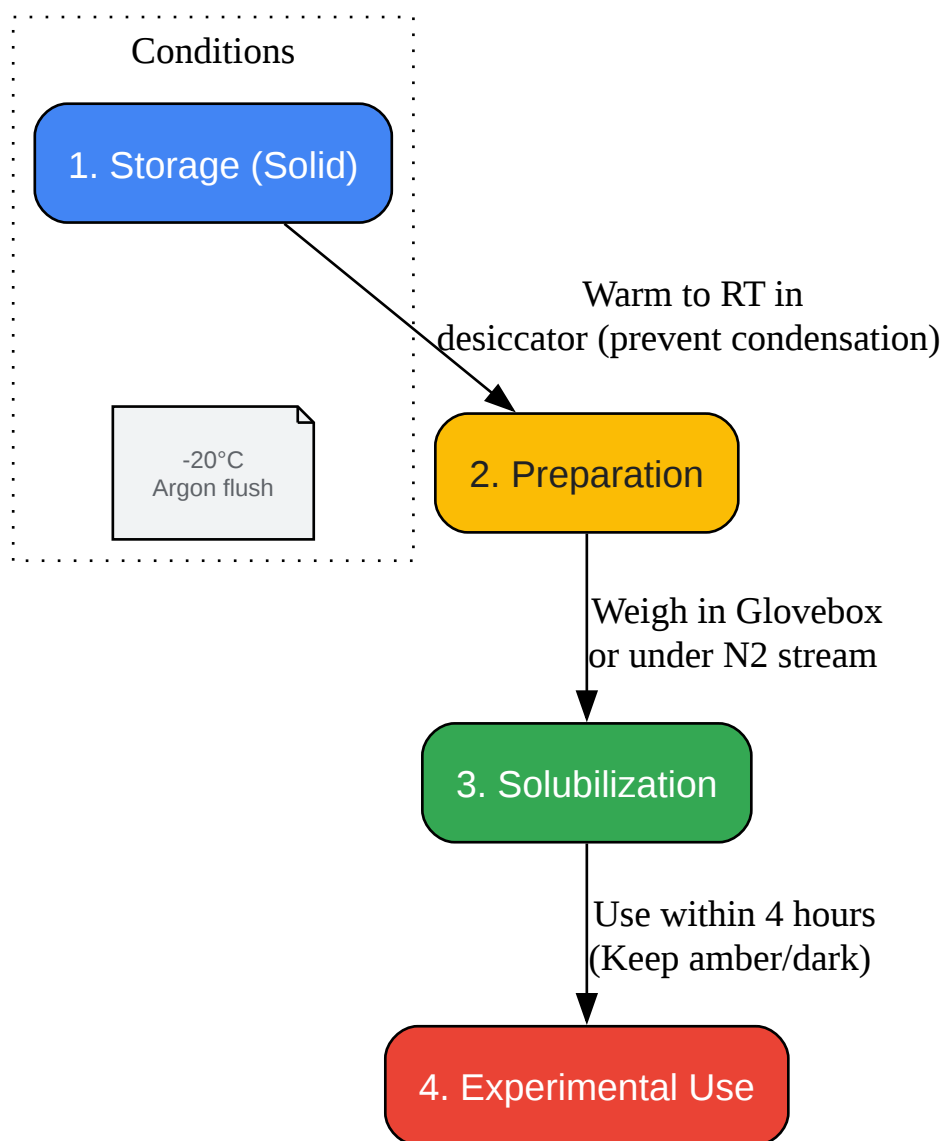 Conditions
1. Storage (Solid)
Warm to RT in
desiccator (prevent condensation)
-20°C
Argon flush
2. Preparation
Weigh in Glovebox
or under N2 stream
3. Solubilization
Use within 4 hours
(Keep amber/dark)
4. Experimental Use